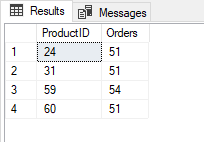 Results Messages
ProductID Orders
1 24 51
2 31 51
3 59 54
4 60 51